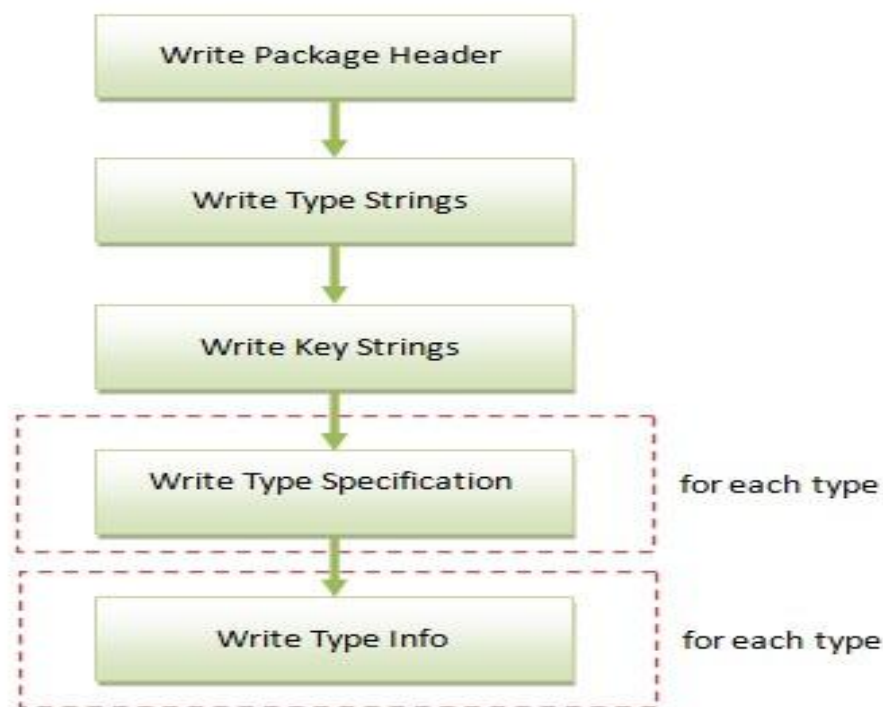 Write Package Header
Write Type Strings
Write Key Strings
Write Type Specification
for each type
Write Type Info
for each type